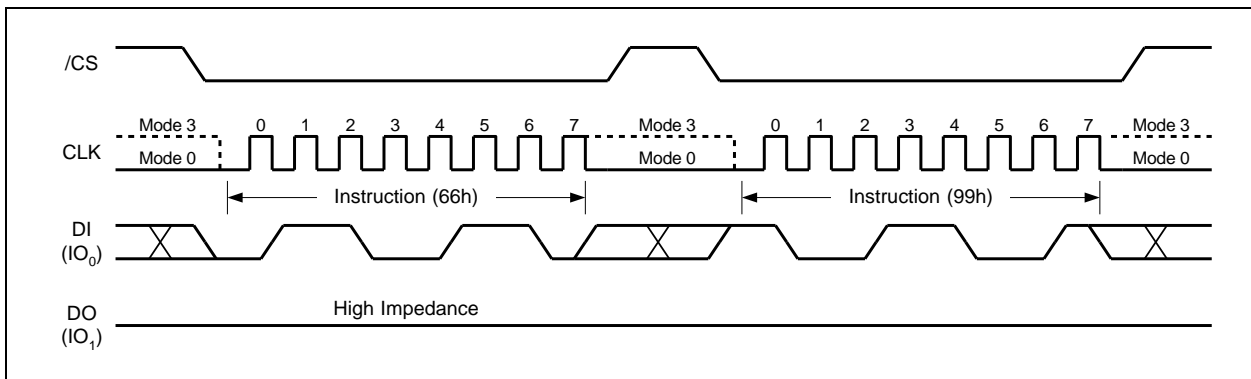 /CS
Mode 3 0 1 2 3 4 5 6 7 Mode 3 0 1 2 3 4 5 6 7 Mode 3
CLK Mode 0 Mode 0 Mode 0
Instruction (66h) Instruction (99h)
DI
(IO0)
High Impedance
DO
(IO1)